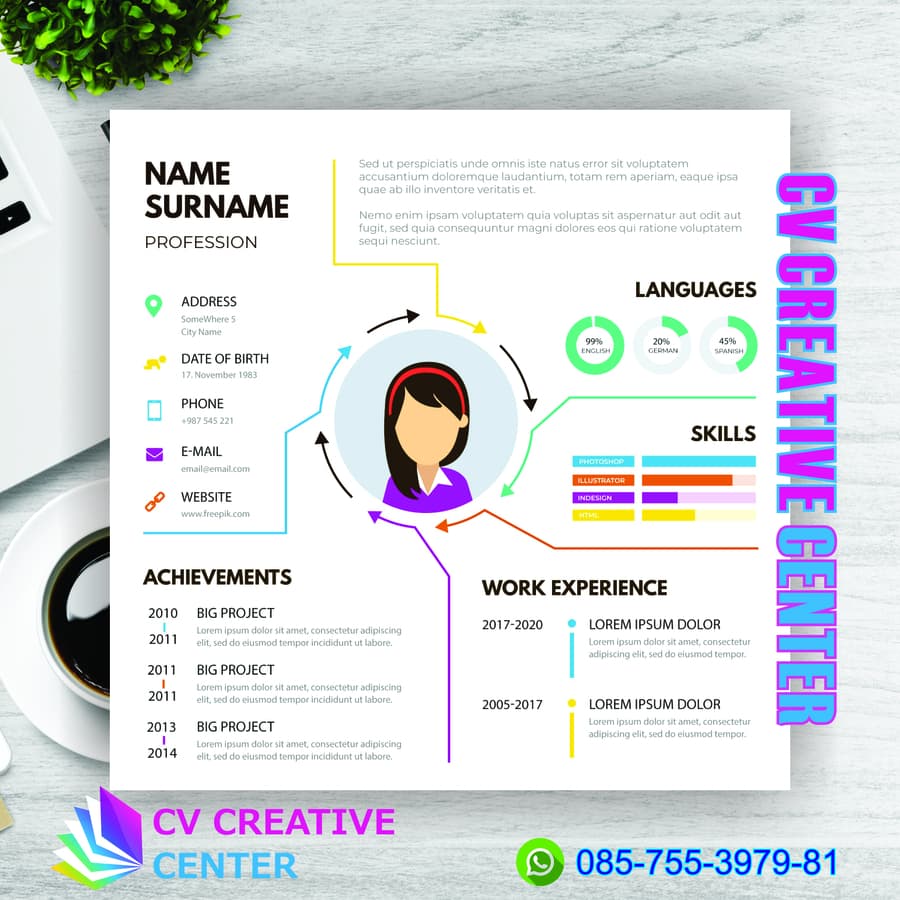 NAME
SURNAME
PROFESSION
Sed ut perspiciatis unde omnis iste natus error sit voluptatem
accusantium doloremque laudantium, totam rem aperiam, eaque ipsa
quae ab illo inventore veritatis et.
Nemo enim ipsam voluptatem quia voluptas sit aspernatur aut odit aut
fugit, sed quia consequuntur magni dolores eos qui ratione voluptatem
sequi nesciunt.
ADDRESS
SomeWhere 5
City Name
DATE OF BIRTH
17. November 1983
PHONE
+987 545 221
E-MAIL
email@email.com
WEBSITE
www.freepik.com
LANGUAGES
99%
ENGLISH
20%
GERMAN
45%
SPANISH
SKILLS
PHOTOSHOP
ILLUSTRATOR
INDESIGN
HTML
ACHIEVEMENTS
2010
2011
BIG PROJECT
Lorem ipsum dolor sit amet, consectetur adipiscing
elit, sed do eiusmod tempor incididunt ut labore.
2011
2011
BIG PROJECT
Lorem ipsum dolor sit amet, consectetur adipiscing
elit, sed do eiusmod tempor incididunt ut labore.
2013
2014
BIG PROJECT
Lorem ipsum dolor sit amet, consectetur adipiscing
elit, sed do eiusmod tempor incididunt ut labore.
WORK EXPERIENCE
2017-2020
LOREM IPSUM DOLOR
Lorem ipsum dolor sit amet, consectetur
adipiscing elit, sed do eiusmod tempor.
2005-2017
LOREM IPSUM DOLOR
Lorem ipsum dolor sit amet, consectetur
adipiscing elit, sed do eiusmod tempor.
CV CREATIVE CENTER
CV CREATIVE
CENTER
085-755-3979-81